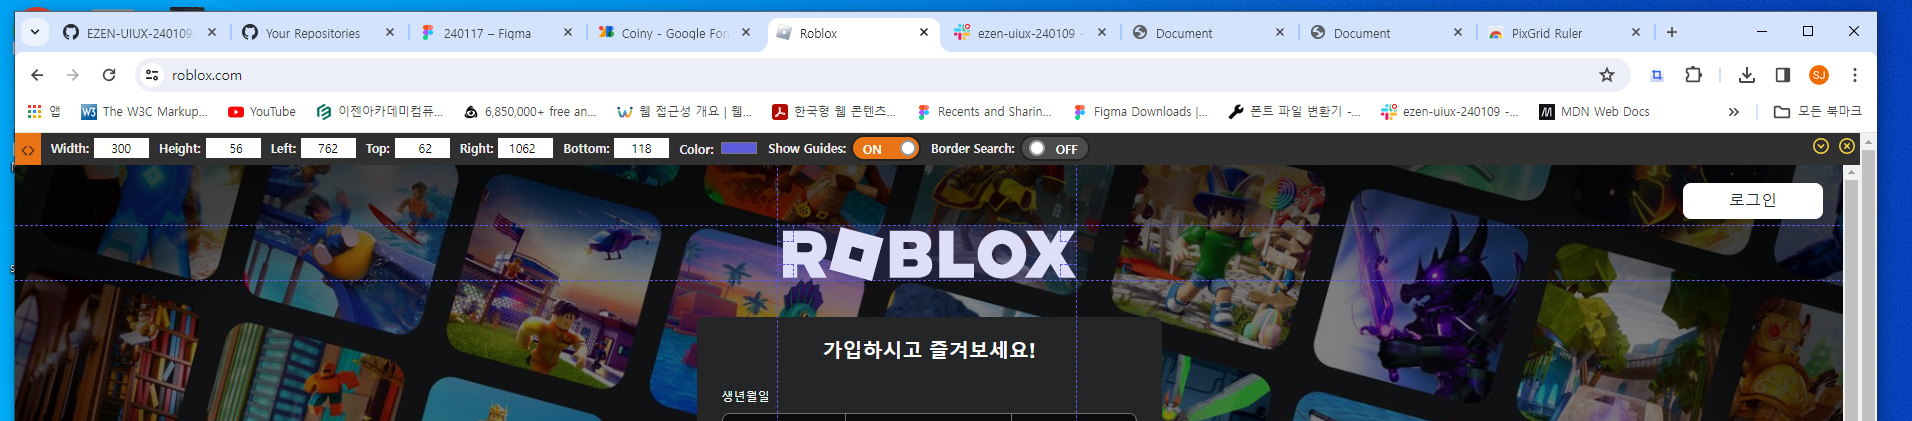 EZEN-UIUX-240109
Your Repositories
240117 – Figma
Coiny - Google Fon
Roblox
ezen-uiux-240109 -
Document
Document
PixGrid Ruler
roblox.com
SJ
앱
The W3C Markup...
YouTube
이젠아카데미컴퓨...
6,850,000+ free an...
웹 접근성 개요 | 웹...
한국형 웹 콘텐츠...
Recents and Sharin...
Figma Downloads |...
폰트 파일 변환기 -...
ezen-uiux-240109 -...
MDN Web Docs
모든 북마크
Width: 300 Height: 56 Left: 762 Top: 62 Right: 1062 Bottom: 118 Color: Show Guides: ON Border Search: OFF
로그인
ROBLOX
가입하시고 즐겨보세요!
생년월일